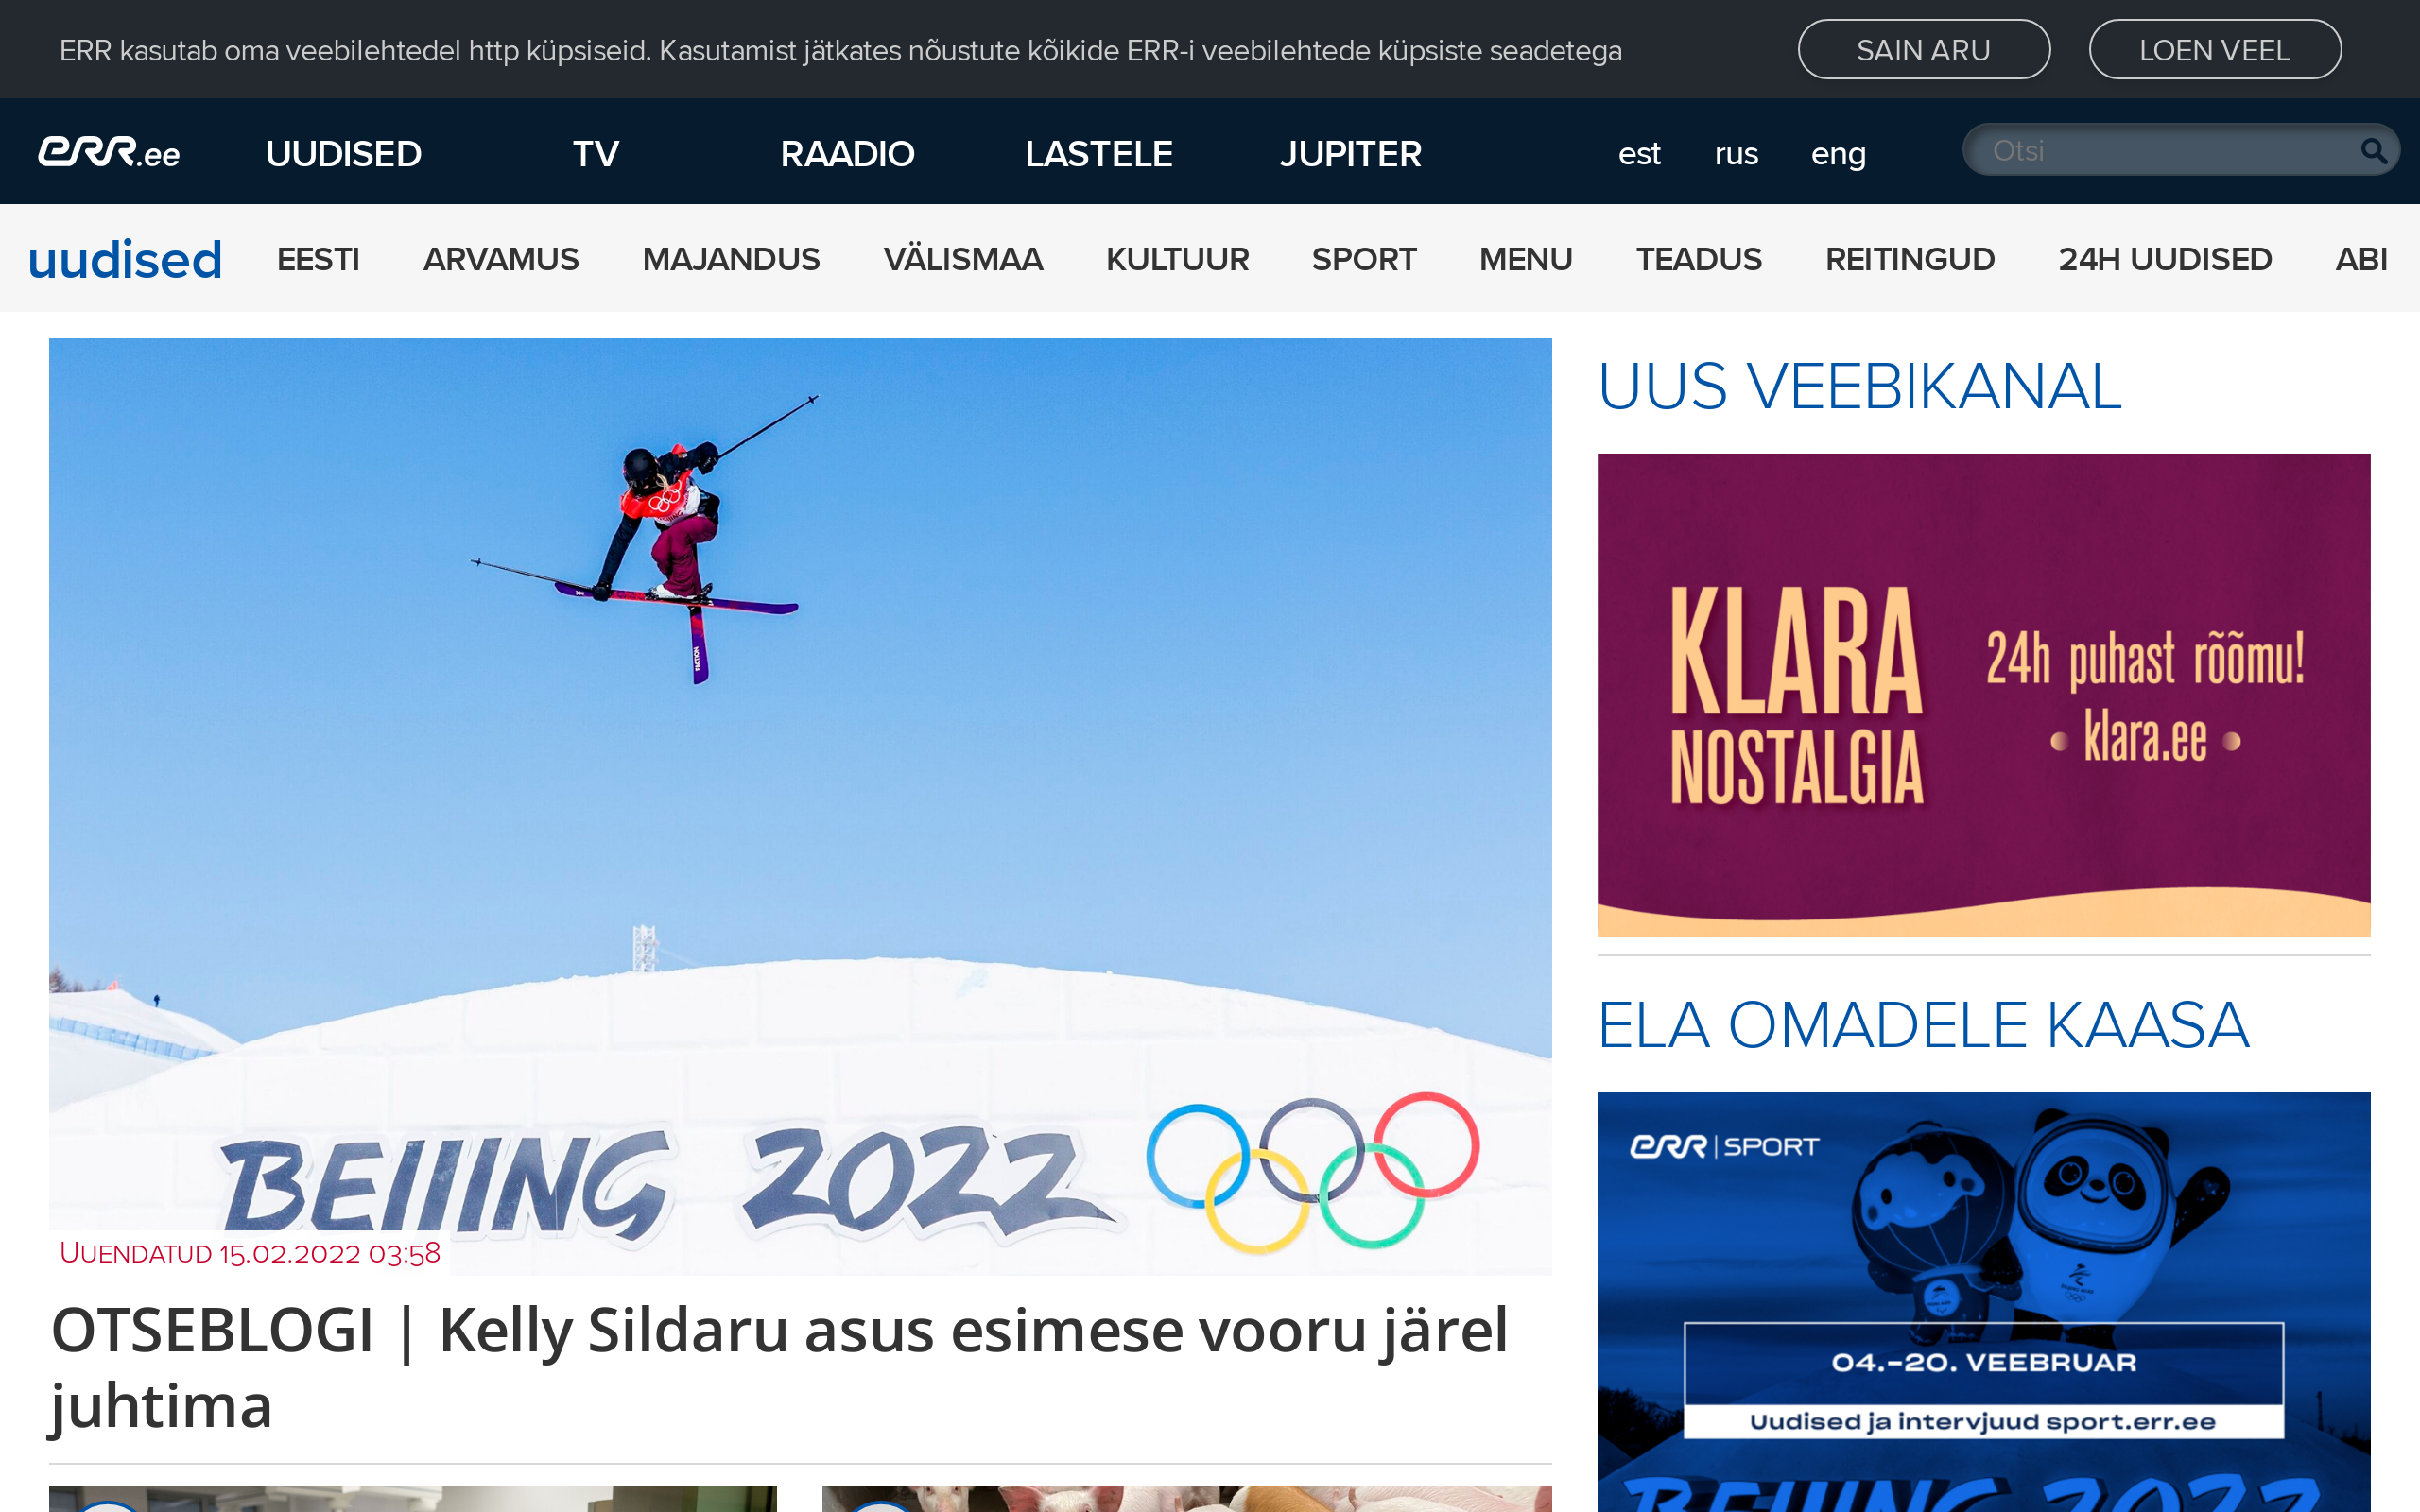 ERR kasutab oma veebilehtedel http küpsiseid. Kasutamist jätkates nõustute kõikide ERR-i veebilehtede küpsiste seadetega
SAIN ARU
LOEN VEEL
err.ee
UUDISED
TV
RAADIO
LASTELE
JUPITER
est
rus
eng
Otsi
uudised
EESTI
ARVAMUS
MAJANDUS
VÄLISMAA
KULTUUR
SPORT
MENU
TEADUS
REITINGUD
24H UUDISED
ABI
FACTION
BEIJING 2022
UUENDATUD 15.02.2022 03:58
OTSEBLOGI | Kelly Sildaru asus esimese vooru järel
juhtima
UUS VEEBIKANAL
KLARA
NOSTALGIA
24h puhast rõõmu!
• klara.ee •
ELA OMADELE KAASA
err | SPORT
04.–20. VEEBRUAR
Uudised ja intervjuud sport.err.ee
BEIJING 2022